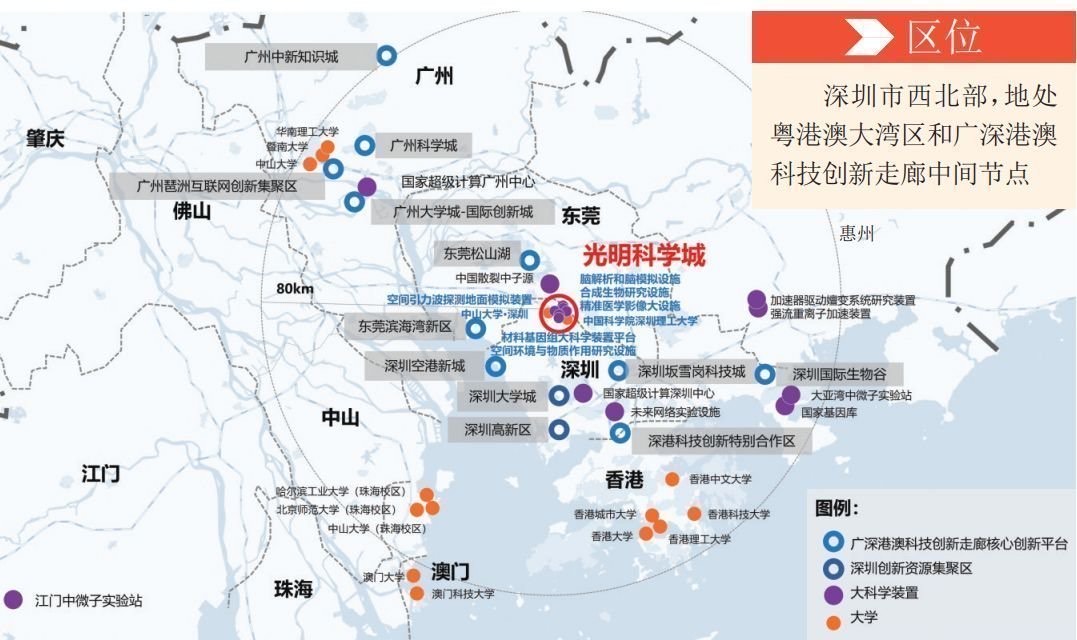 区位
深圳市西北部，地处
粤港澳大湾区和广深港澳
科技创新走廊中间节点
广州中新知识城
广州
肇庆
华南理工大学
暨南大学
中山大学
广州科学城
广州琶洲互联网创新集聚区
国家超级计算广州中心
佛山
广州大学城-国际创新城
东莞
惠州
东莞松山湖
光明科学城
中国散裂中子源
脑解析和脑模拟设施
80km
空间引力波探测地面模拟装置
合成生物研究设施
精准医学影像大设施
中山大学·深圳
中国科学院深圳理工大学
加速器驱动嬗变系统研究装置
强流重离子加速装置
东莞滨海湾新区
材料基因组大科学装置平台
空间环境与物质作用研究设施
深圳空港新城
深圳
深圳坂雪岗科技城
深圳国际生物谷
深圳大学城
国家超级计算深圳中心
大亚湾中微子实验站
未来网络实验设施
国家基因库
中山
深圳高新区
深港科技创新特别合作区
江门
香港
香港中文大学
哈尔滨工业大学（珠海校区）
北京师范大学（珠海校区）
中山大学（珠海校区）
香港城市大学
香港科技大学
香港大学
香港理工大学
图例：
广深港澳科技创新走廊核心创新平台
深圳创新资源集聚区
大科学装置
大学
澳门大学
澳门
澳门科技大学
珠海
江门中微子实验站